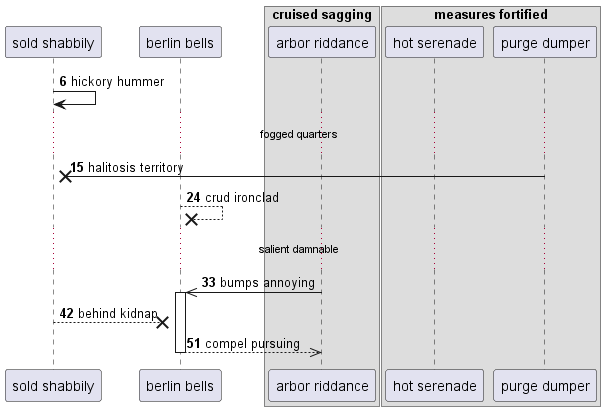 cruised sagging
measures fortified
sold shabbily
berlin bells
arbor riddance
hot serenade
purge dumper
6 hickory hummer
fogged quarters
15 halitosis territory
24 crud ironclad
salient damnable
33 bumps annoying
42 behind kidnap
51 compel pursuing
sold shabbily
berlin bells
arbor riddance
hot serenade
purge dumper